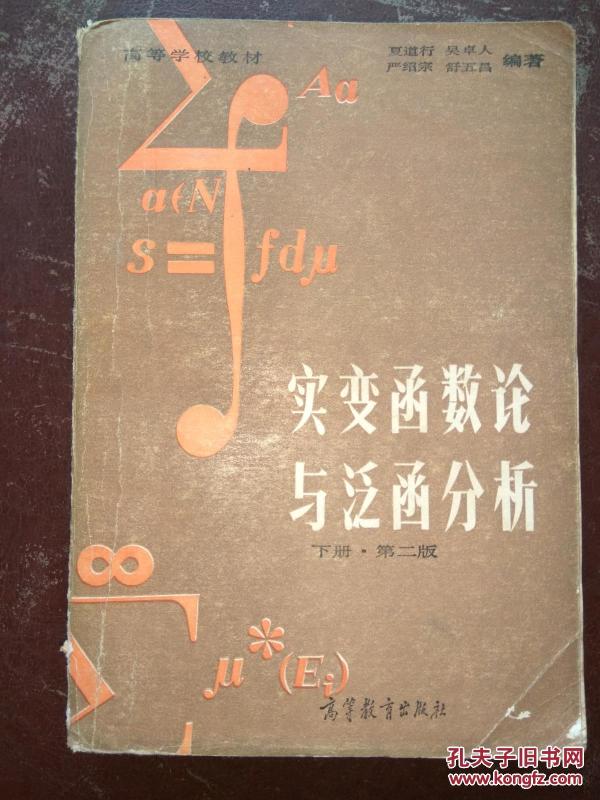 高等学校教材
夏道行 吴卓人
严绍宗 舒五昌 编著
Aa
a∈N
S=∫fdμ
实变函数论
与泛函分析
下册·第二版
∞
μ*(Ei)
高等教育出版社
孔夫子旧书网
www.kongfz.com